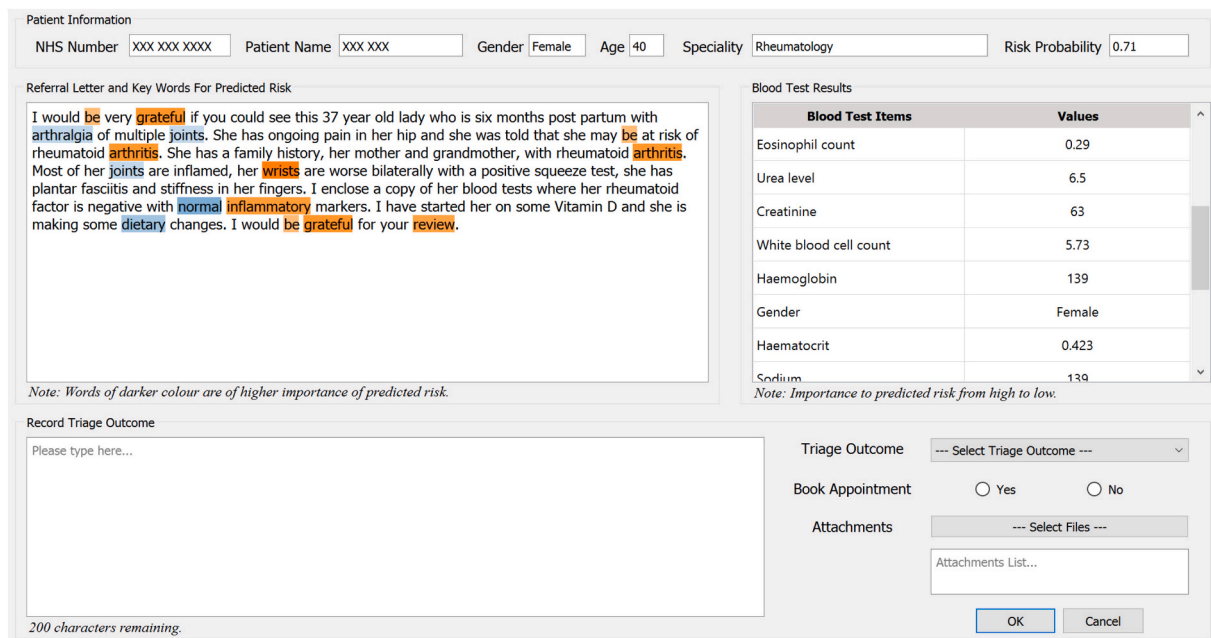 Patient Information
NHS Number XXX XXX XXXX Patient Name XXX XXX Gender Female Age 40 Speciality Rheumatology Risk Probability 0.71
Referral Letter and Key Words For Predicted Risk
I would be very grateful if you could see this 37 year old lady who is six months post partum with
arthralgia of multiple joints. She has ongoing pain in her hip and she was told that she may be at risk of
rheumatoid arthritis. She has a family history, her mother and grandmother, with rheumatoid arthritis.
Most of her joints are inflamed, her wrists are worse bilaterally with a positive squeeze test, she has
plantar fasciitis and stiffness in her fingers. I enclose a copy of her blood tests where her rheumatoid
factor is negative with normal inflammatory markers. I have started her on some Vitamin D and she is
making some dietary changes. I would be grateful for your review.
Note: Words of darker colour are of higher importance of predicted risk.
Blood Test Results
Blood Test Items Values
Eosinophil count 0.29
Urea level 6.5
Creatinine 63
White blood cell count 5.73
Haemoglobin 139
Gender Female
Haematocrit 0.423
Sodium 139
Note: Importance to predicted risk from high to low.
Record Triage Outcome
Please type here...
200 characters remaining.
Triage Outcome --- Select Triage Outcome ---
Book Appointment Yes No
Attachments --- Select Files ---
Attachments List...
OK Cancel